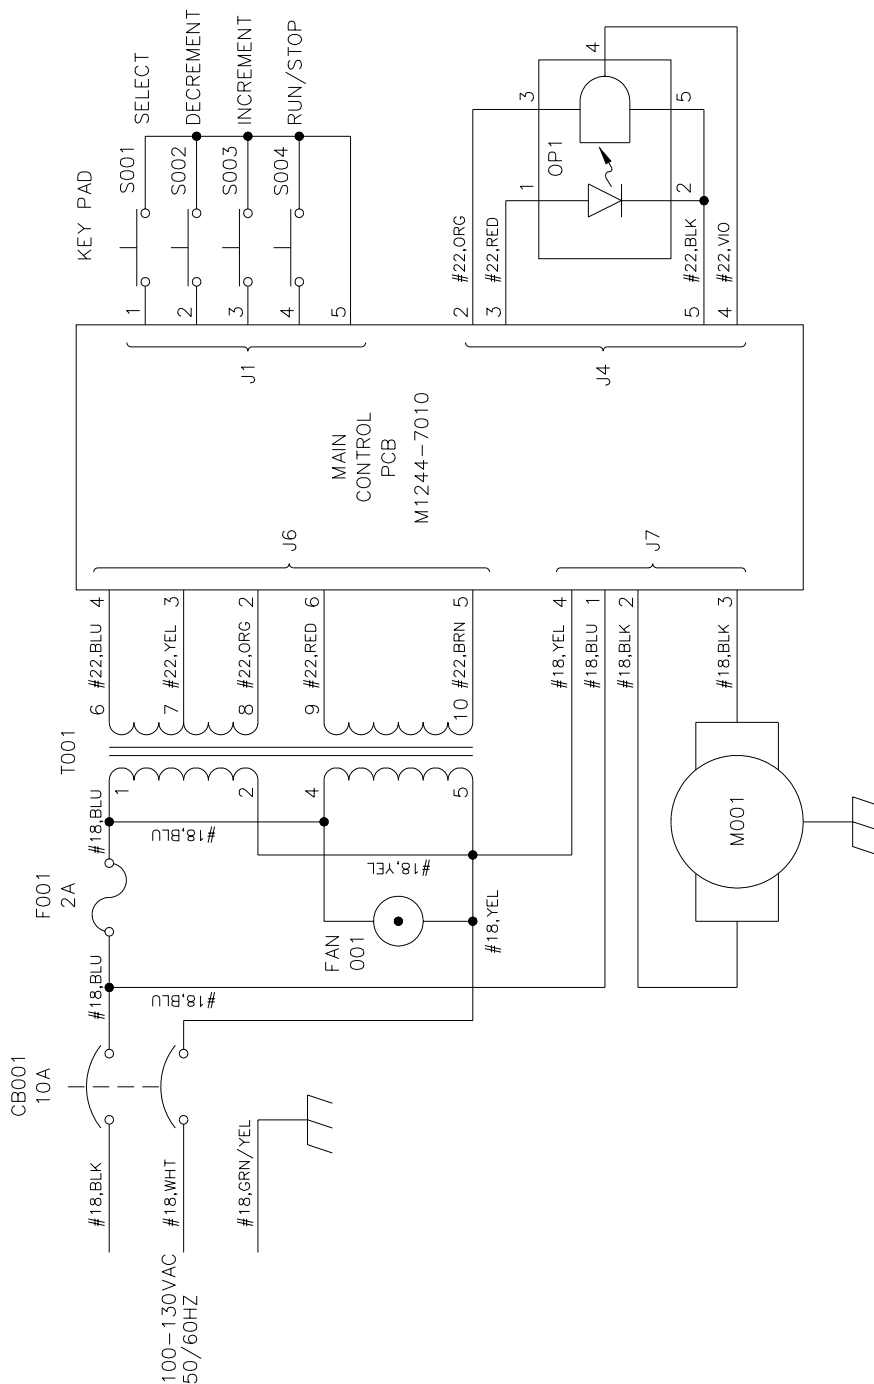 100-130VAC
50/60HZ
#18,BLK
#18,WHT
#18,GRN/YEL
CB001
10A
#18,BLU
#18,BLU
F001
2A
#18,BLU
#18,BLU
FAN
001
#18,YEL
#18,YEL
T001
1
2
4
5
6
7
8
9
10
#22,BLU
#22,YEL
#22,ORG
#22,RED
#22,BRN
4
3
2
6
5
J6
#18,YEL
#18,BLU
#18,BLK
#18,BLK
4
1
2
3
J7
M001
MAIN
CONTROL
PCB
M1244-7010
J1
1
2
3
4
5
KEY PAD
S001
S002
S003
S004
SELECT
DECREMENT
INCREMENT
RUN/STOP
J4
2
3
5
4
#22,ORG
#22,RED
#22,BLK
#22,VIO
OP1
1
2
3
4
5